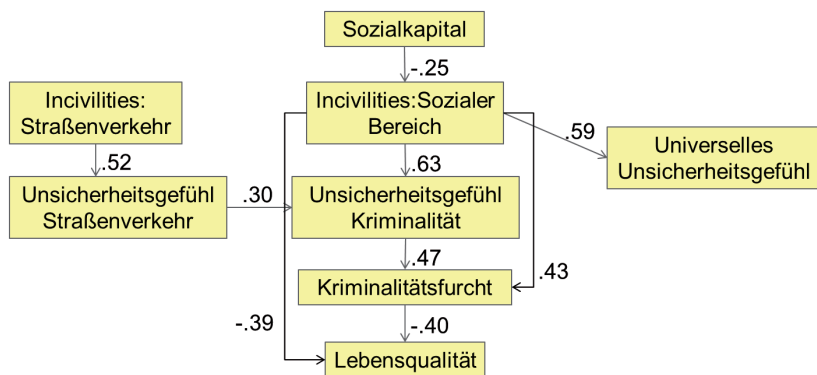 Sozialkapital
-.25
Incivilities:
Straßenverkehr
Incivilities:Sozialer
Bereich
.59
Universelles
Unsicherheitsgefühl
.52
.63
Unsicherheitsgefühl
Straßenverkehr
.30
Unsicherheitsgefühl
Kriminalität
.47
.43
Kriminalitätsfurcht
-.39
-.40
Lebensqualität